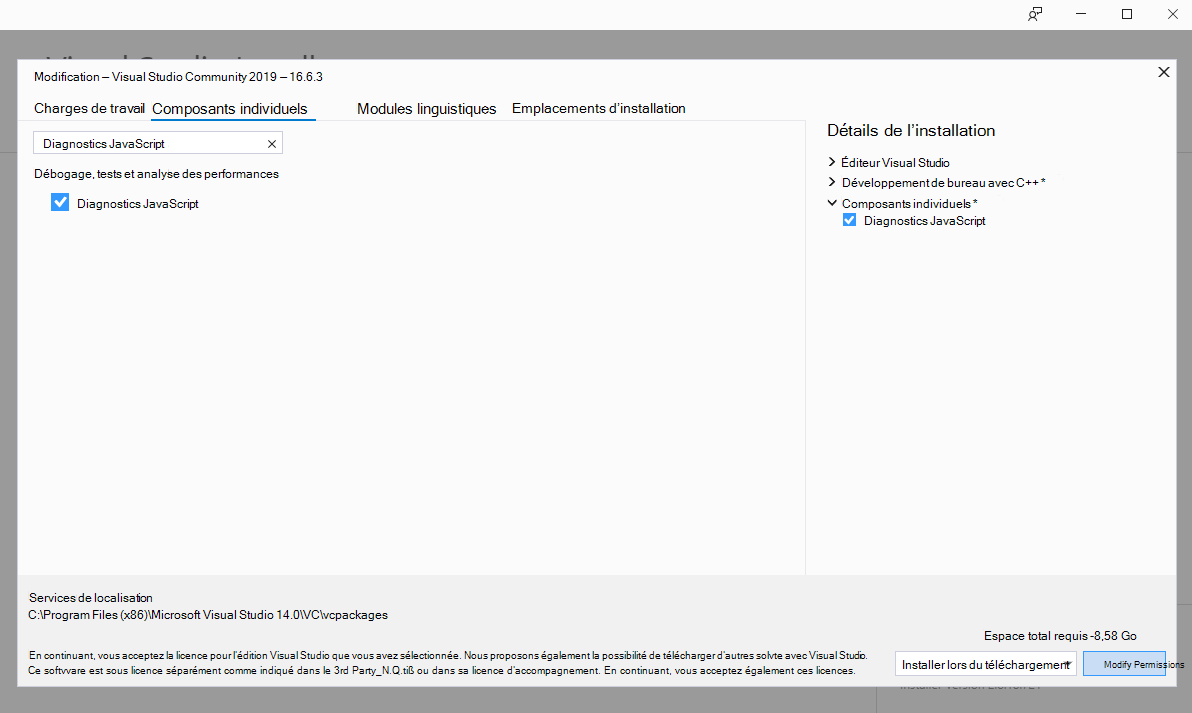 Modification – Visual Studio Community 2019 – 16.6.3
Charges de travail Composants individuels Modules linguistiques Emplacements d'installation
Diagnostics JavaScript
Débogage, tests et analyse des performances
Diagnostics JavaScript
Détails de l'installation
Éditeur Visual Studio
Développement de bureau avec C++ *
Composants individuels *
Diagnostics JavaScript
Services de localisation
C:\Program Files (x86)\Microsoft Visual Studio 14.0\VC\vcpackages
Espace total requis -8,58 Go
En continuant, vous acceptez la licence pour l'édition Visual Studio que vous avez sélectionnée. Nous proposons également la possibilité de télécharger d'autres solvte avec Visual Studio.
Ce softvvare est sous licence séparément comme indiqué dans le 3rd Party_N.Q.tiß ou dans sa licence d'accompagnement. En continuant, vous acceptez également ces licences.
Installer lors du téléchargement
Modify Permissions